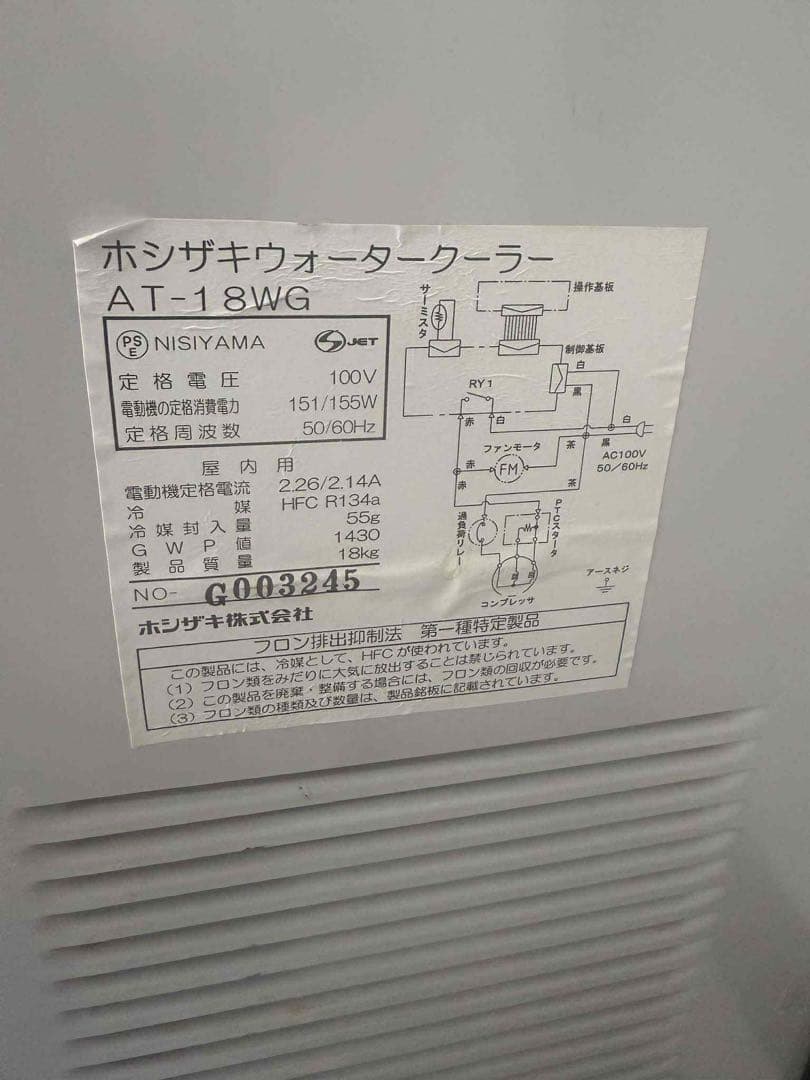 ホシザキウォータークーラー
AT-18WG
PS E NISIYAMA
S JET
定格電圧 100V
電動機の定格消費電力 151/155W
定格周波数 50/60Hz
屋内用
電動機定格電流 2.26/2.14A
冷媒 HFC R134a
冷媒封入量 55g
GWP値 1430
製品質量 18kg
NO- G003245
ホシザキ株式会社
サーミスタ
操作基板
制御基板
白
黒
RY1
赤
白
白
黒
AC100V
50/60Hz
ファンモータ
茶
赤
FM
赤
茶
過負荷リレー
PTCスタータ
コンプレッサ
アースネジ
フロン排出抑制法 第一種特定製品
この製品には、冷媒として、HFCが使われています。
(1) フロン類をみだりに大気に放出することは禁じられています。
(2) この製品を廃棄・整備する場合には、フロン類の回収が必要です。
(3) フロン類の種類及び数量は、製品銘板に記載されています。